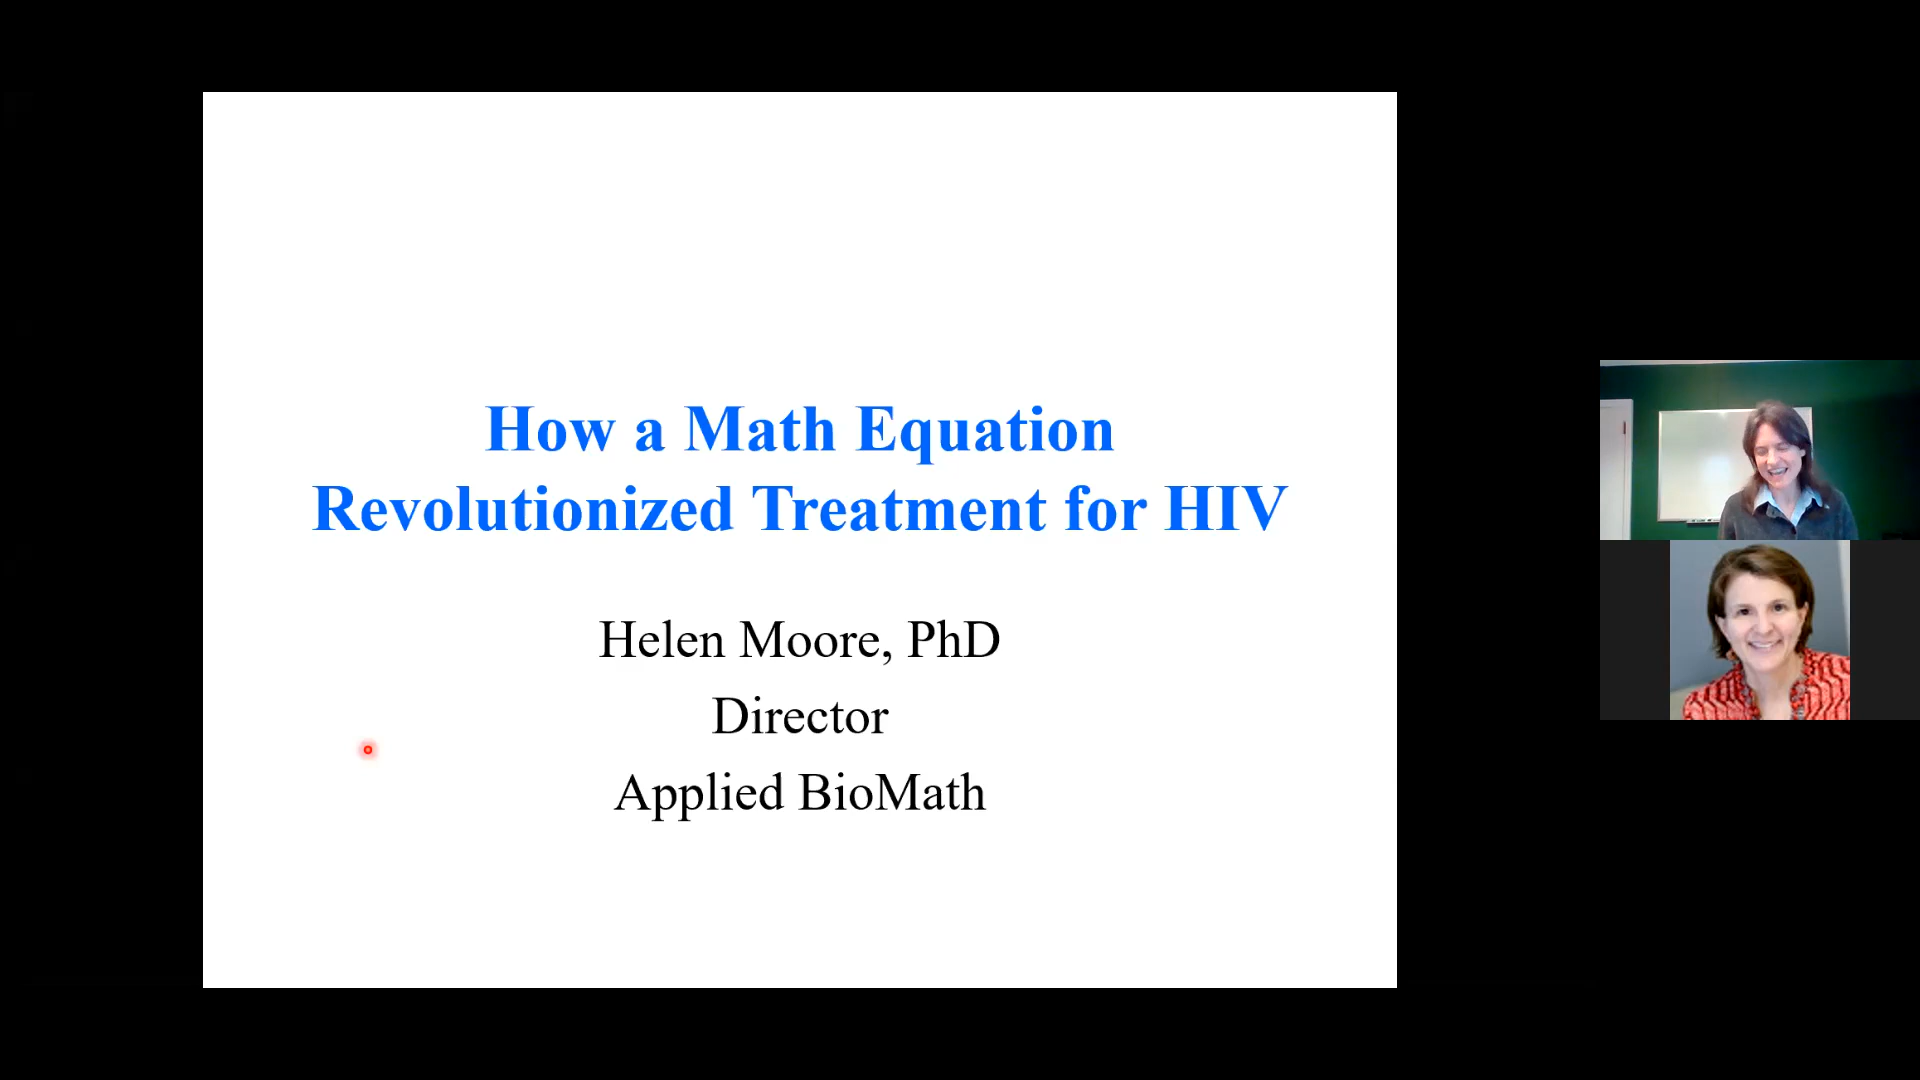 How a Math Equation
Revolutionized Treatment for HIV
Helen Moore, PhD
Director
Applied BioMath